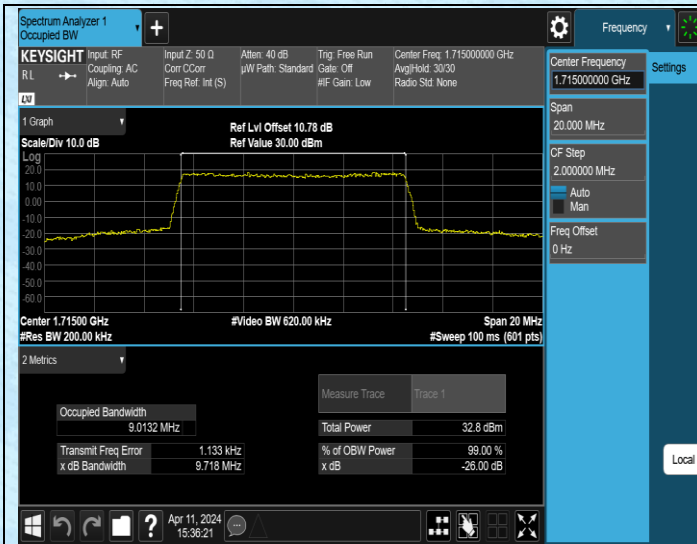 Spectrum Analyzer 1
Occupied BW
Frequency
KEYSIGHT
RL
LXI
Input: RF
Coupling: AC
Align: Auto
Input Z: 50 Ω
Corr CCorr
Freq Ref: Int (S)
Atten: 40 dB
µW Path: Standard
Trig: Free Run
Gate: Off
#IF Gain: Low
Center Freq: 1.715000000 GHz
Avg|Hold: 30/30
Radio Std: None
Center Frequency
1.715000000 GHz
Settings
Span
20.000 MHz
CF Step
2.000000 MHz
Auto
Man
Freq Offset
0 Hz
1 Graph
Scale/Div 10.0 dB
Ref Lvl Offset 10.78 dB
Ref Value 30.00 dBm
Log
20.0
10.0
0.00
-10.0
-20.0
-30.0
-40.0
-50.0
-60.0
Center 1.71500 GHz
#Video BW 620.00 kHz
Span 20 MHz
#Res BW 200.00 kHz
#Sweep 100 ms (601 pts)
2 Metrics
Measure Trace
Trace 1
Occupied Bandwidth
9.0132 MHz
Total Power
32.8 dBm
Transmit Freq Error
1.133 kHz
% of OBW Power
99.00 %
x dB Bandwidth
9.718 MHz
x dB
-26.00 dB
Local
?
Apr 11, 2024
15:36:21